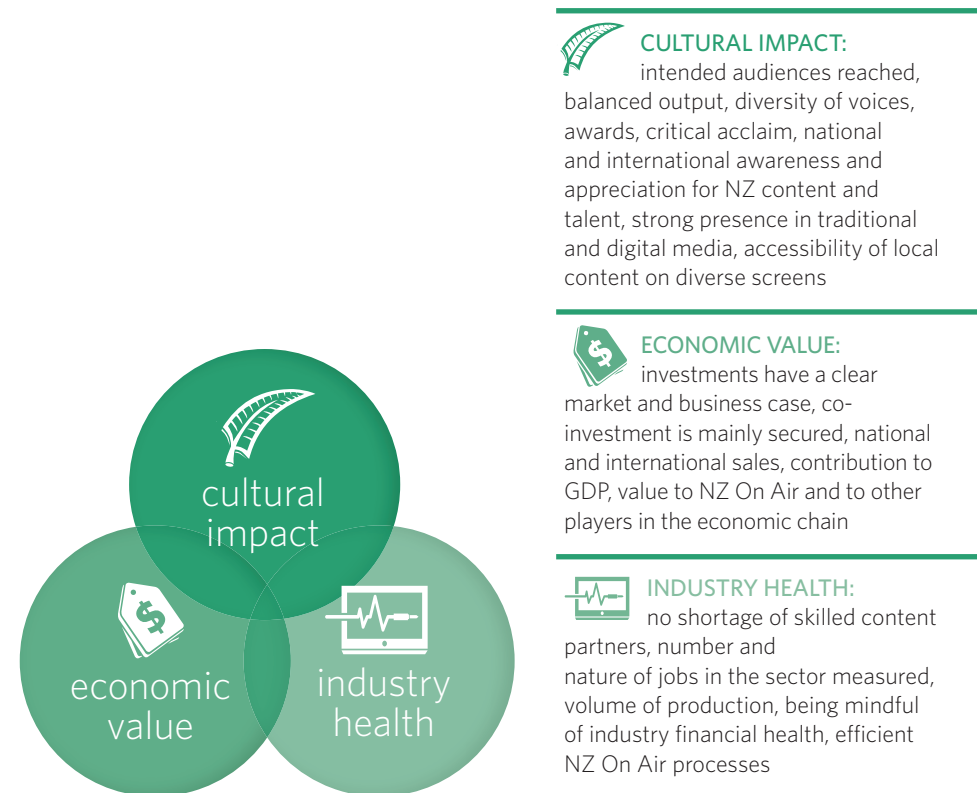 CULTURAL IMPACT:
intended audiences reached,
balanced output, diversity of voices,
awards, critical acclaim, national
and international awareness and
appreciation for NZ content and
talent, strong presence in traditional
and digital media, accessibility of local
content on diverse screens
ECONOMIC VALUE:
investments have a clear
market and business case, co-
investment is mainly secured, national
and international sales, contribution to
GDP, value to NZ On Air and to other
players in the economic chain
INDUSTRY HEALTH:
no shortage of skilled content
partners, number and
nature of jobs in the sector measured,
volume of production, being mindful
of industry financial health, efficient
NZ On Air processes
cultural
impact
$
economic
value
industry
health
$